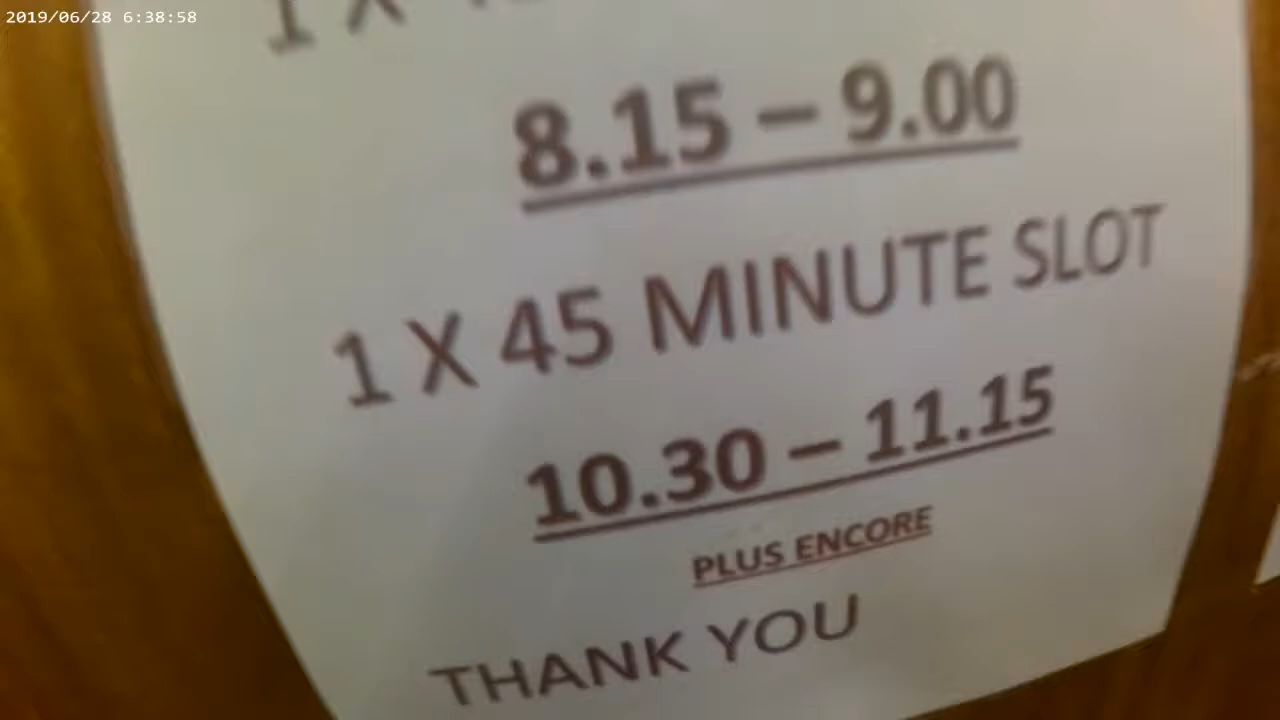 2019/06/28 6:38:58
1 X
8.15 – 9.00
1 X 45 MINUTE SLOT
10.30 – 11.15
PLUS ENCORE
THANK YOU